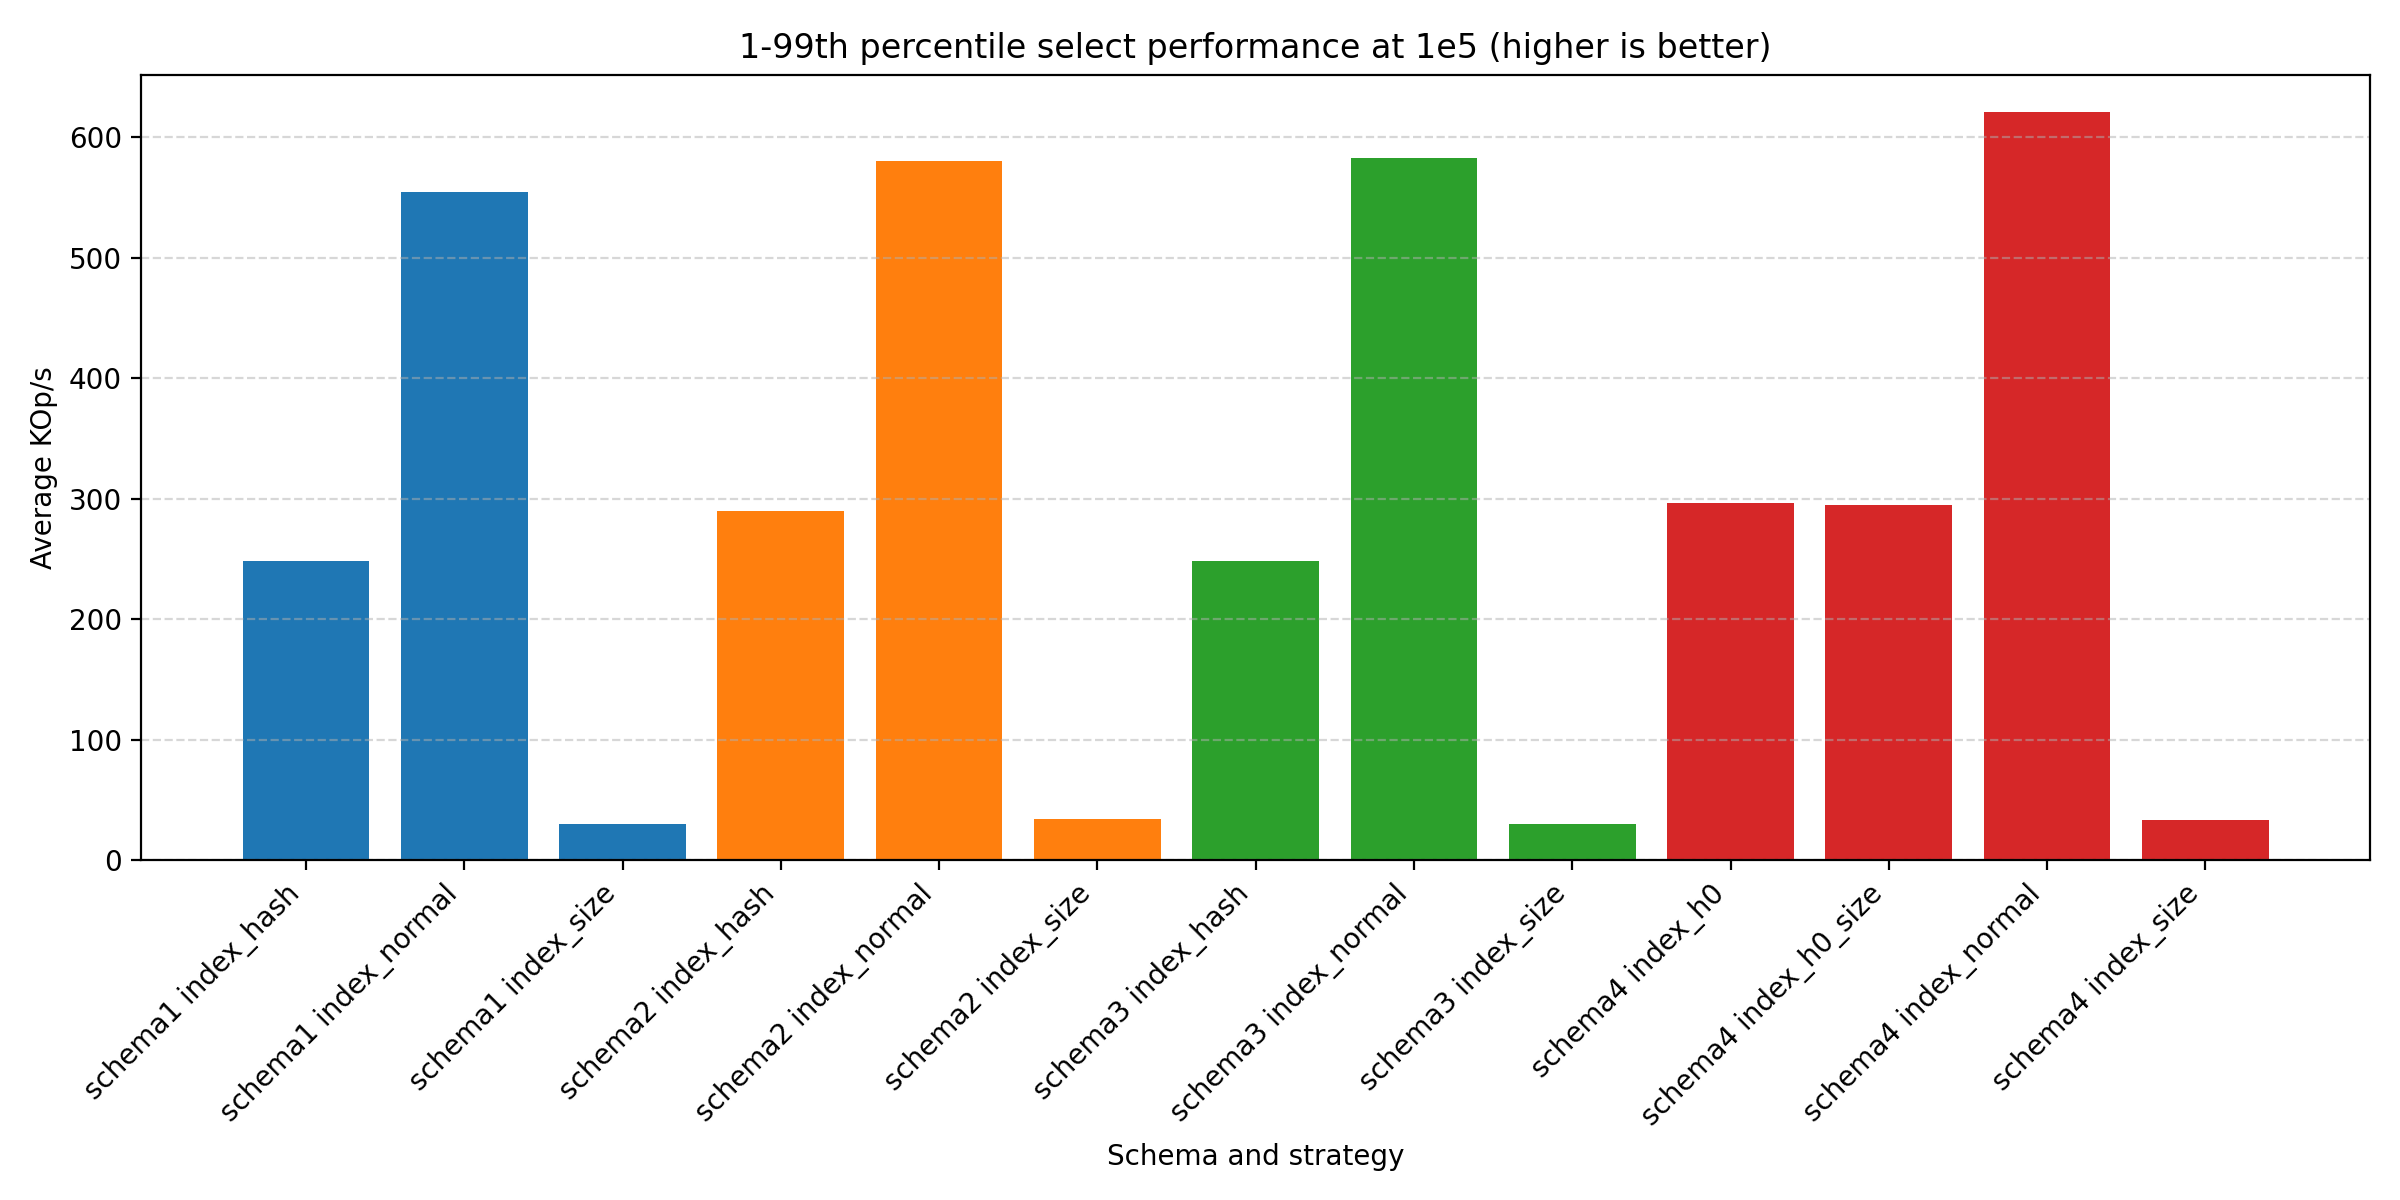 1-99th percentile select performance at 1e5 (higher is better)
Average KOp/s
600
500
400
300
200
100
0
schema1 index_hash
schema1 index_normal
schema1 index_size
schema2 index_hash
schema2 index_normal
schema2 index_size
schema3 index_hash
schema3 index_normal
schema3 index_size
schema4 index_h0
schema4 index_h0_size
schema4 index_normal
schema4 index_size
Schema and strategy